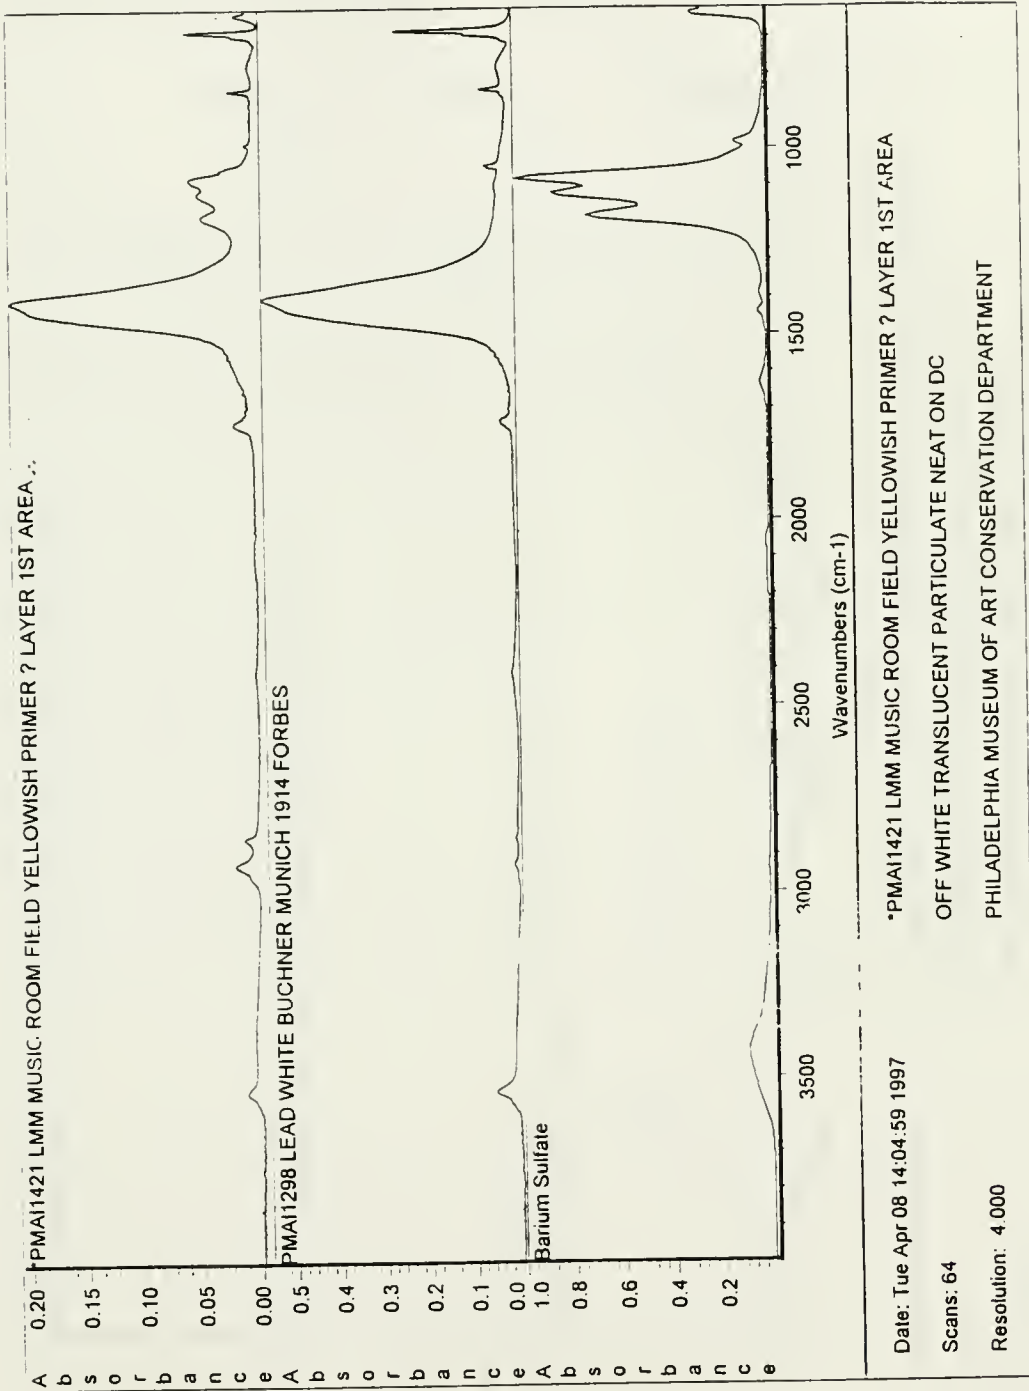 *PMAI1421 LMM MUSIC ROOM FIELD YELLOWISH PRIMER ? LAYER 1ST AREA
0.20
0.15
0.10
0.05
0.00
Absorbance
PMAI1298 LEAD WHITE BUCHNER MUNICH 1914 FORBES
0.5
0.4
0.3
0.2
0.1
0.0
Absorbance
Barium Sulfate
1.0
0.8
0.6
0.4
0.2
Absorbance
3500
3000
2500
2000
1500
1000
Wavenumbers (cm-1)
Date: Tue Apr 08 14:04:59 1997
*PMAI1421 LMM MUSIC ROOM FIELD YELLOWISH PRIMER ? LAYER 1ST AREA
Scans: 64
OFF WHITE TRANSLUCENT PARTICULATE NEAT ON DC
Resolution: 4.000
PHILADELPHIA MUSEUM OF ART CONSERVATION DEPARTMENT